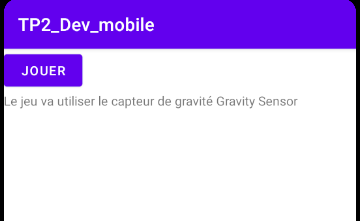 TP2_Dev_mobile
JOUER
Le jeu va utiliser le capteur de gravité Gravity Sensor